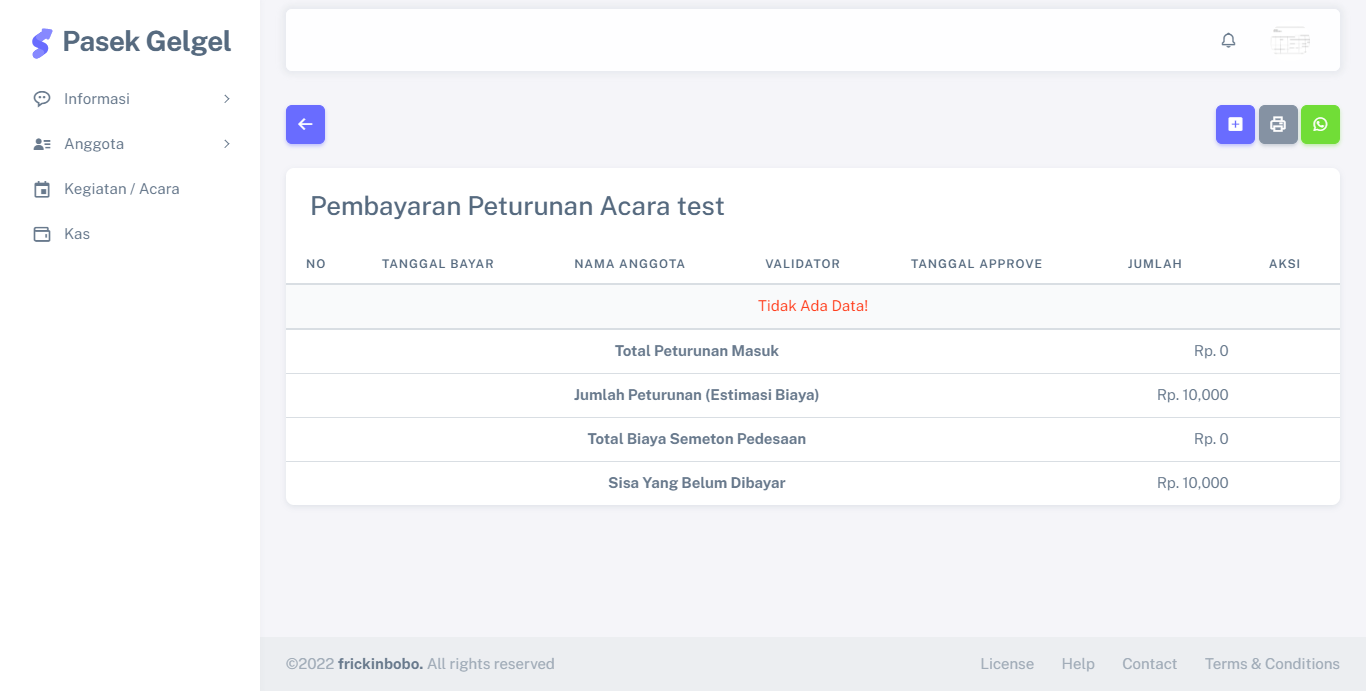 Pasek Gelgel
Informasi
Anggota
Kegiatan / Acara
Kas
Pembayaran Peturunan Acara test
NO TANGGAL BAYAR NAMA ANGGOTA VALIDATOR TANGGAL APPROVE JUMLAH AKSI
Tidak Ada Data!
Total Peturunan Masuk Rp. 0
Jumlah Peturunan (Estimasi Biaya) Rp. 10,000
Total Biaya Semeton Pedesaan Rp. 0
Sisa Yang Belum Dibayar Rp. 10,000
©2022 frickinbobo. All rights reserved License Help Contact Terms & Conditions